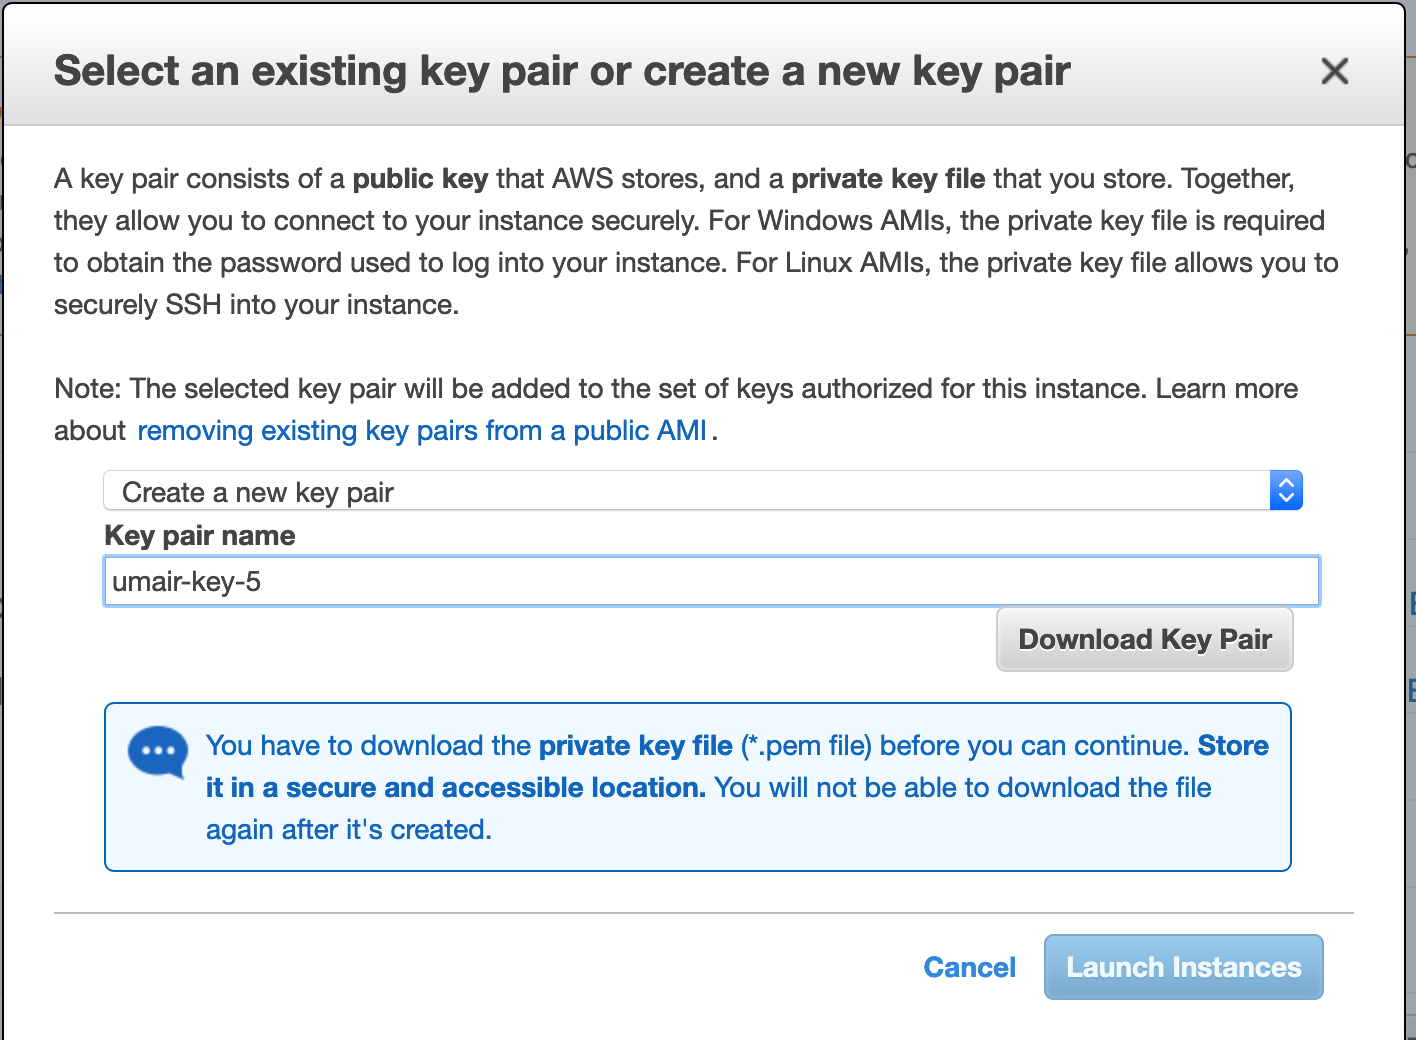 Select an existing key pair or create a new key pair
A key pair consists of a public key that AWS stores, and a private key file that you store. Together,
they allow you to connect to your instance securely. For Windows AMIs, the private key file is required
to obtain the password used to log into your instance. For Linux AMIs, the private key file allows you to
securely SSH into your instance.
Note: The selected key pair will be added to the set of keys authorized for this instance. Learn more
about removing existing key pairs from a public AMI .
Create a new key pair
Key pair name
umair-key-5
Download Key Pair
You have to download the private key file (*.pem file) before you can continue. Store
it in a secure and accessible location. You will not be able to download the file
again after it's created.
Cancel
Launch Instances